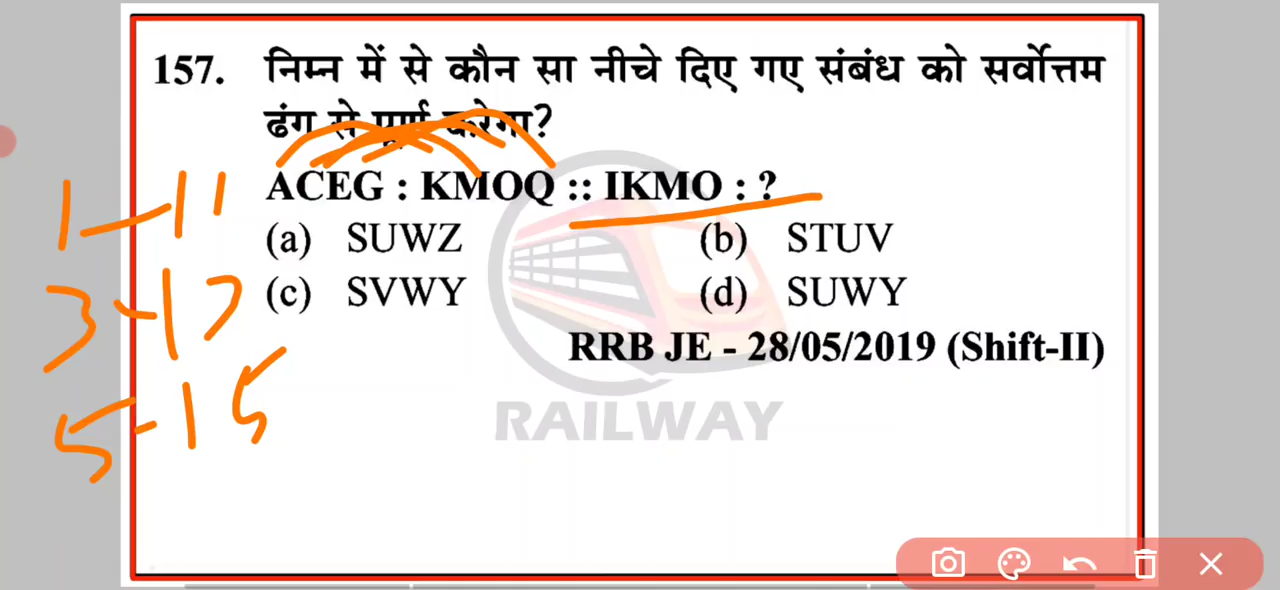 157. निम्न में से कौन सा नीचे दिए गए संबंध को सर्वोत्तम
ढंग से पूर्ण करेगा?
ACEG : KMOQ :: IKMO : ?
(a) SUWZ (b) STUV
(c) SVWY (d) SUWY
RRB JE - 28/05/2019 (Shift-II)
RAILWAY
1-11
3-13
5-15